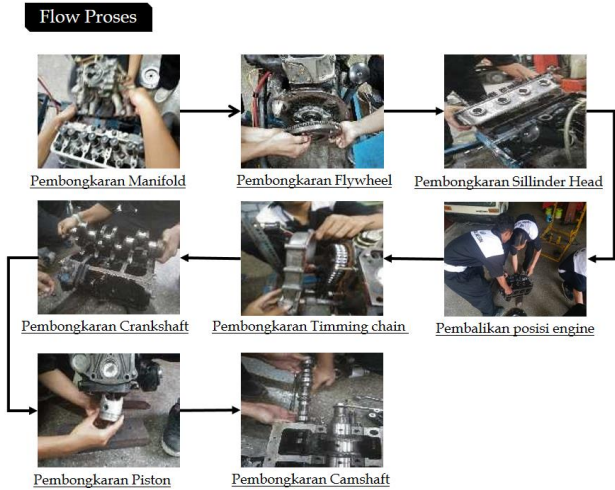 Flow Proses
Pembongkaran Manifold
Pembongkaran Flywheel
Pembongkaran Sillinder Head
Pembongkaran Crankshaft
Pembongkaran Timming chain
Pembalikan posisi engine
Pembongkaran Piston
Pembongkaran Camshaft